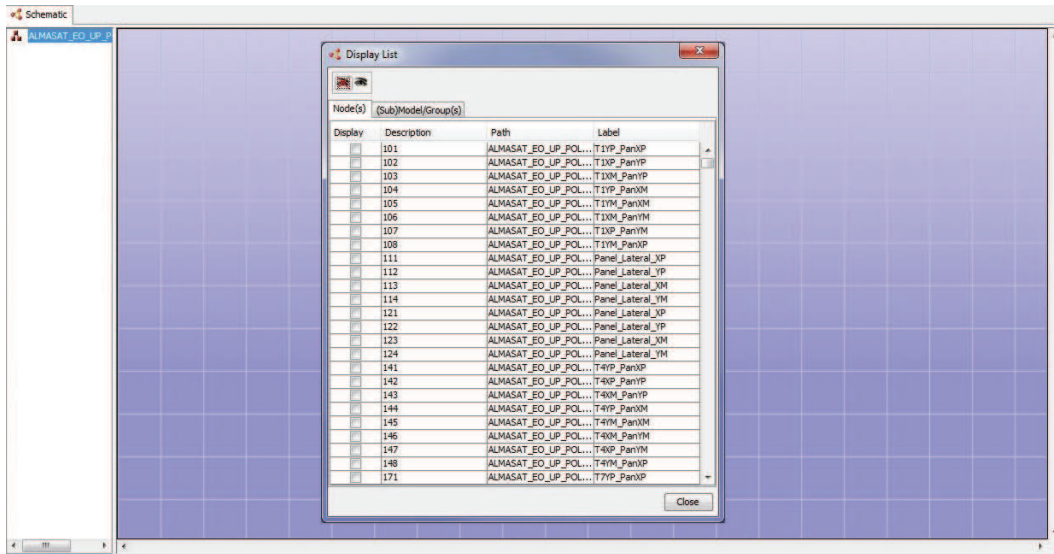 Schematic
ALMASAT_EO_UP_P
Display List
Node(s) (Sub)Model/Group(s)
Display Description Path Label
101 ALMASAT_EO_UP_POL... T1YP_PanXP
102 ALMASAT_EO_UP_POL... T1XP_PanYP
103 ALMASAT_EO_UP_POL... T1XM_PanYP
104 ALMASAT_EO_UP_POL... T1YP_PanXM
105 ALMASAT_EO_UP_POL... T1YM_PanXM
106 ALMASAT_EO_UP_POL... T1XM_PanYM
107 ALMASAT_EO_UP_POL... T1XP_PanYM
108 ALMASAT_EO_UP_POL... T1YM_PanXP
111 ALMASAT_EO_UP_POL... Panel_Lateral_XP
112 ALMASAT_EO_UP_POL... Panel_Lateral_YP
113 ALMASAT_EO_UP_POL... Panel_Lateral_XM
114 ALMASAT_EO_UP_POL... Panel_Lateral_YM
121 ALMASAT_EO_UP_POL... Panel_Lateral_XP
122 ALMASAT_EO_UP_POL... Panel_Lateral_YP
123 ALMASAT_EO_UP_POL... Panel_Lateral_XM
124 ALMASAT_EO_UP_POL... Panel_Lateral_YM
141 ALMASAT_EO_UP_POL... T4YP_PanXP
142 ALMASAT_EO_UP_POL... T4XP_PanYP
143 ALMASAT_EO_UP_POL... T4XM_PanYP
144 ALMASAT_EO_UP_POL... T4YP_PanXM
145 ALMASAT_EO_UP_POL... T4YM_PanXM
146 ALMASAT_EO_UP_POL... T4XM_PanYM
147 ALMASAT_EO_UP_POL... T4XP_PanYM
148 ALMASAT_EO_UP_POL... T4YM_PanXP
171 ALMASAT_EO_UP_POL... T7YP_PanXP
Close